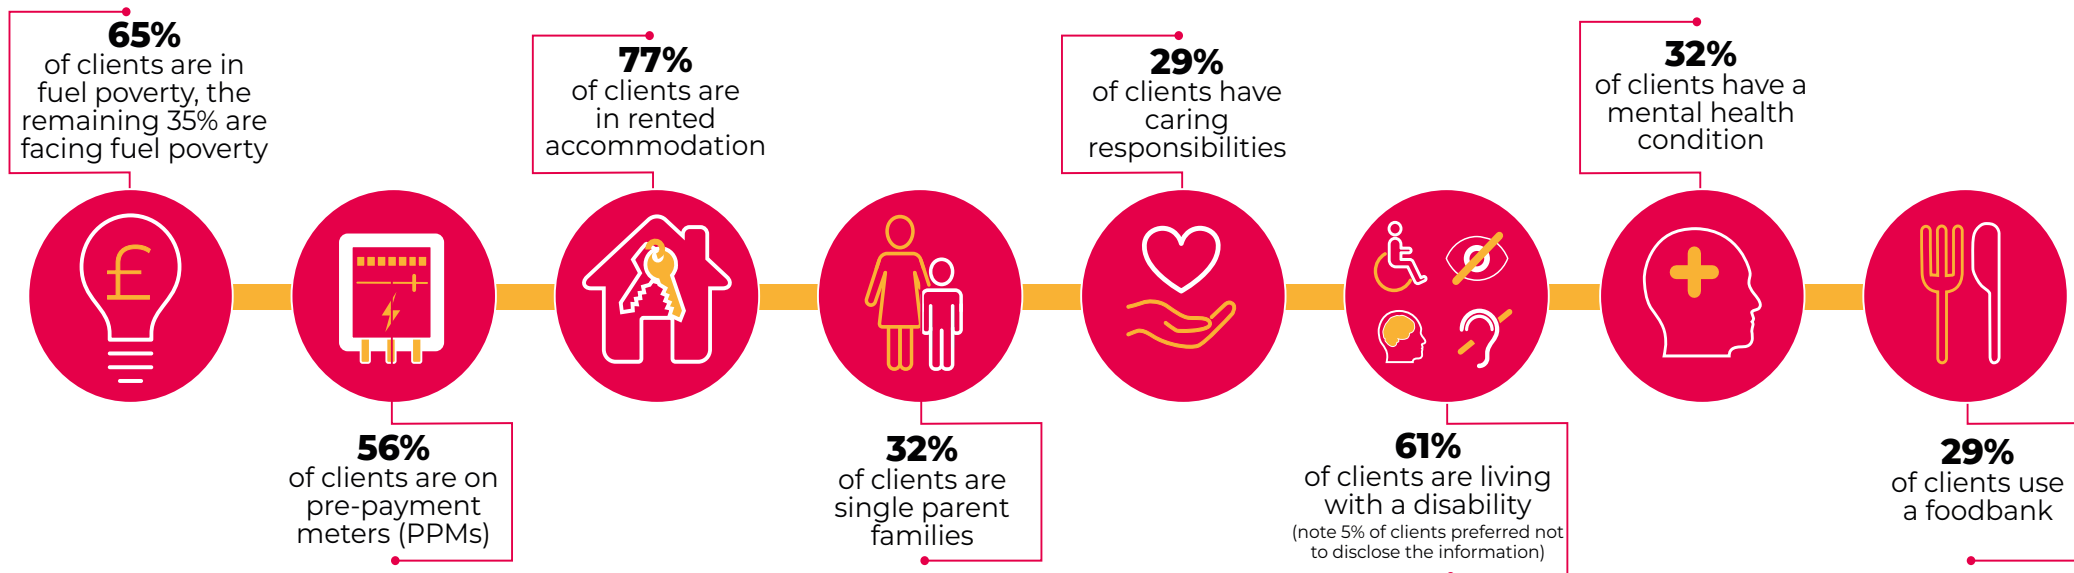 65%
of clients are in
fuel poverty, the
remaining 35% are
facing fuel poverty
£
56%
of clients are on
pre-payment
meters (PPMs)
77%
of clients are
in rented
accommodation
32%
of clients are
single parent
families
29%
of clients have
caring
responsibilities
61%
of clients are living
with a disability
(note 5% of clients preferred not
to disclose the information)
32%
of clients have a
mental health
condition
29%
of clients use
a foodbank